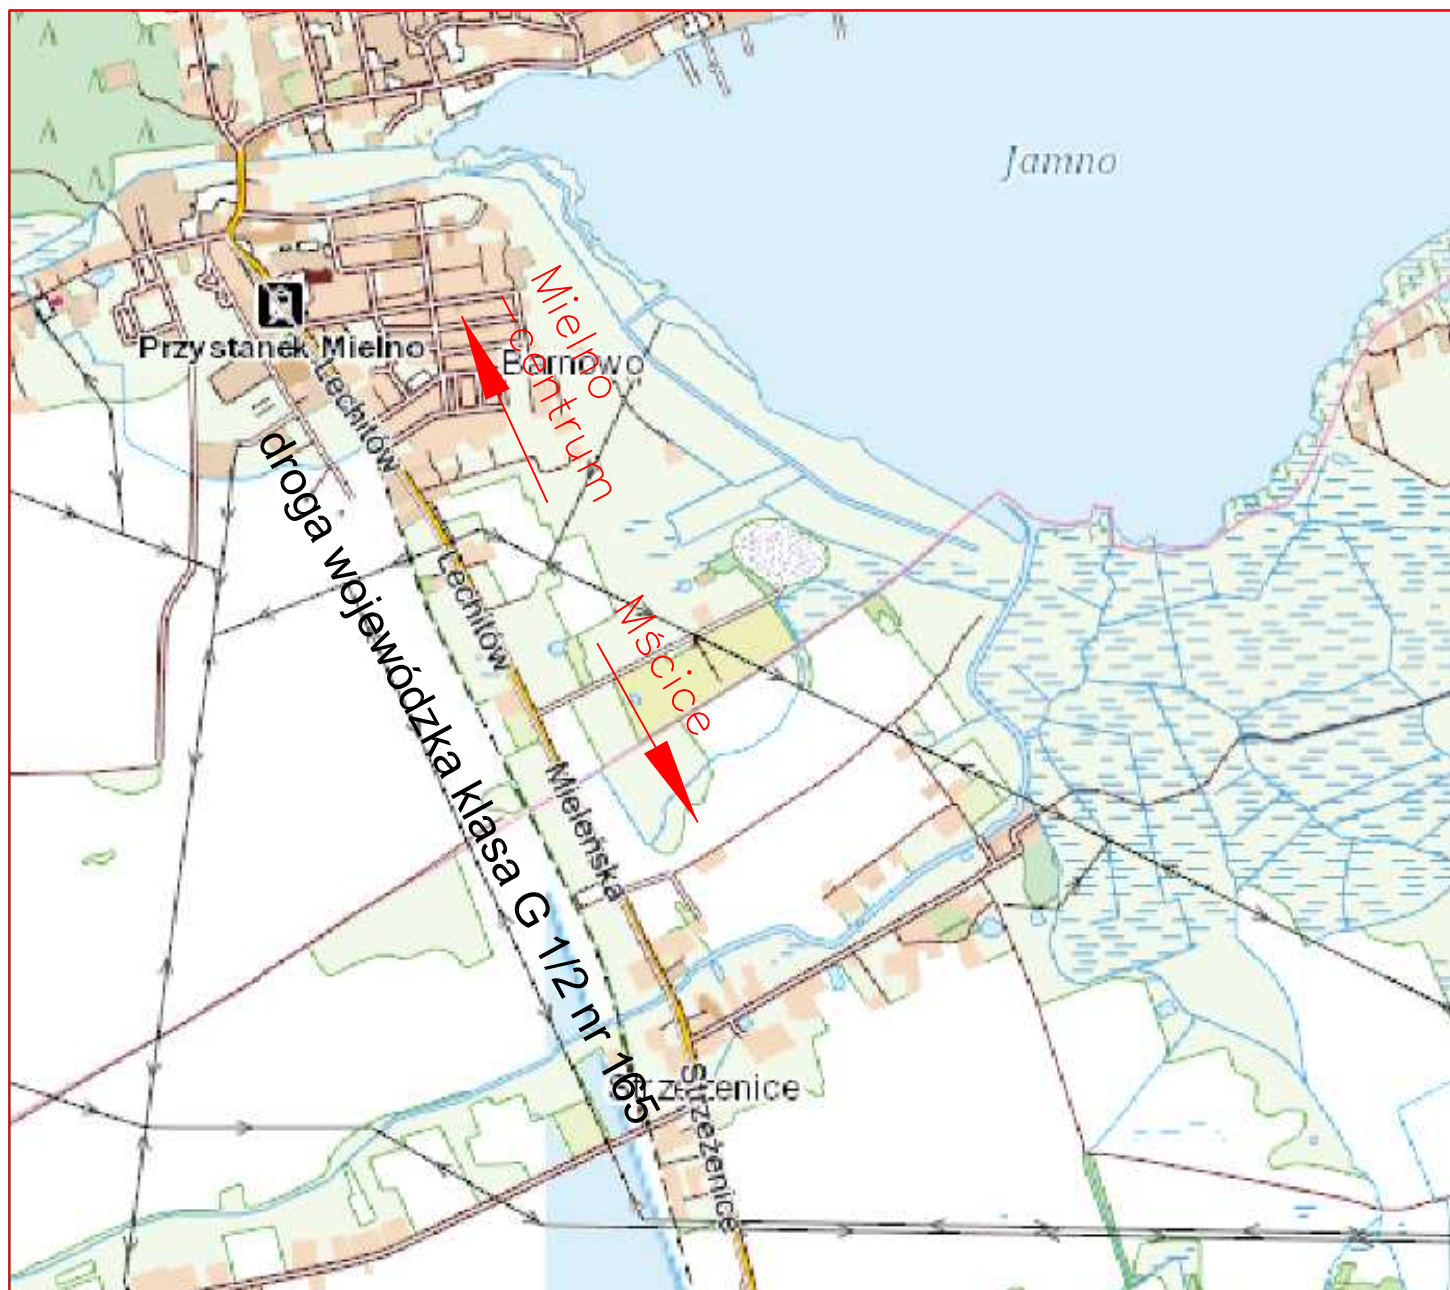 Jamno
Mielno
centrum
Przystanek Mielno
Barnowo
Lechitów
droga wojewódzka klasa G 1/2 nr 165
Lechitów
Mścice
Mieleńska
Strzeżenice
Strzeżenice